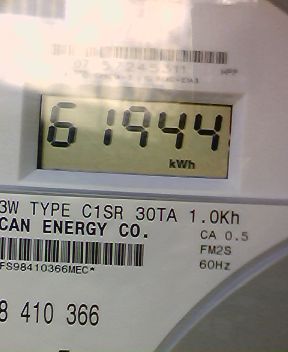 61944
kWh
3W TYPE C1SR 30TA 1.0Kh
CAN ENERGY CO.
CA 0.5
FM2S
60Hz
FS98410366MEC*
8 410 366